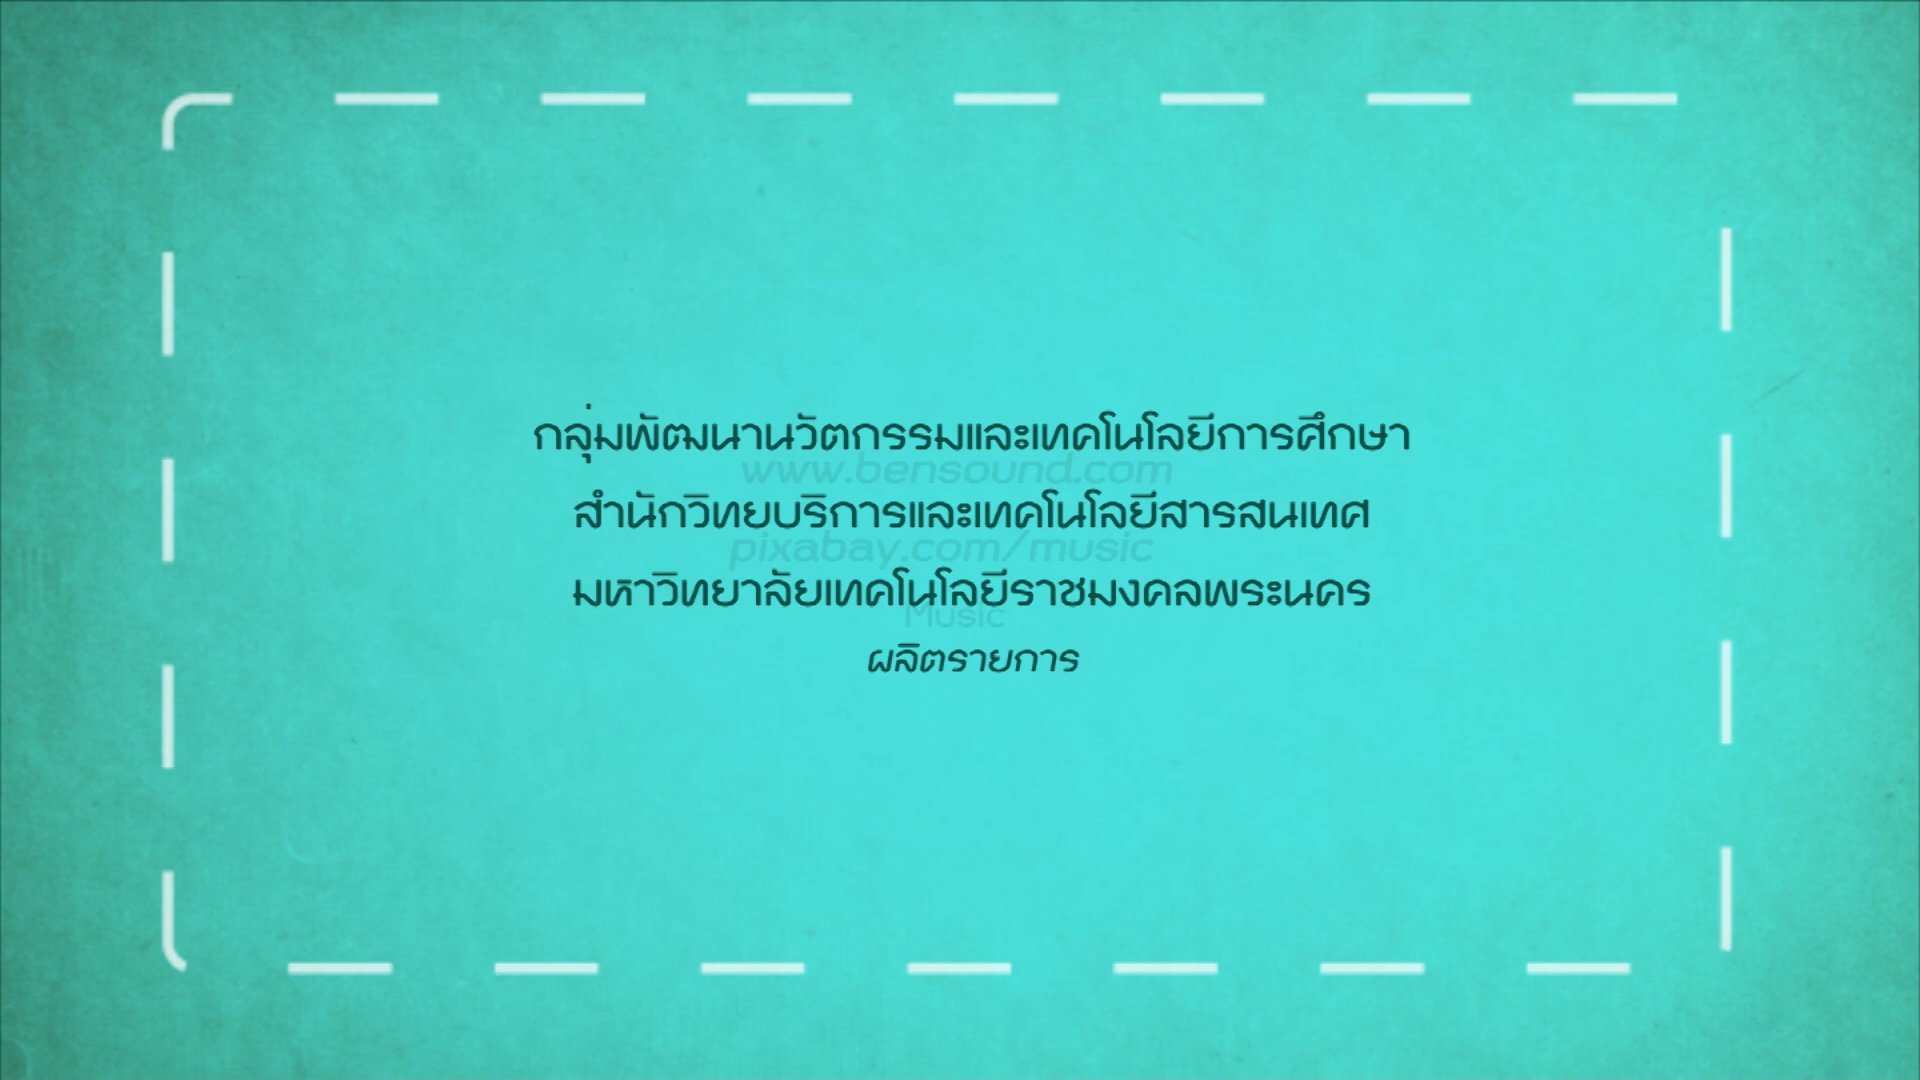 กลุ่มพัฒนานวัตกรรมและเทคโนโลยีการศึกษา
www.bensound.com
สำนักวิทยบริการและเทคโนโลยีสารสนเทศ
pixabay.com/music
มหาวิทยาลัยเทคโนโลยีราชมงคลพระนคร
Music
ผลิตรายการ